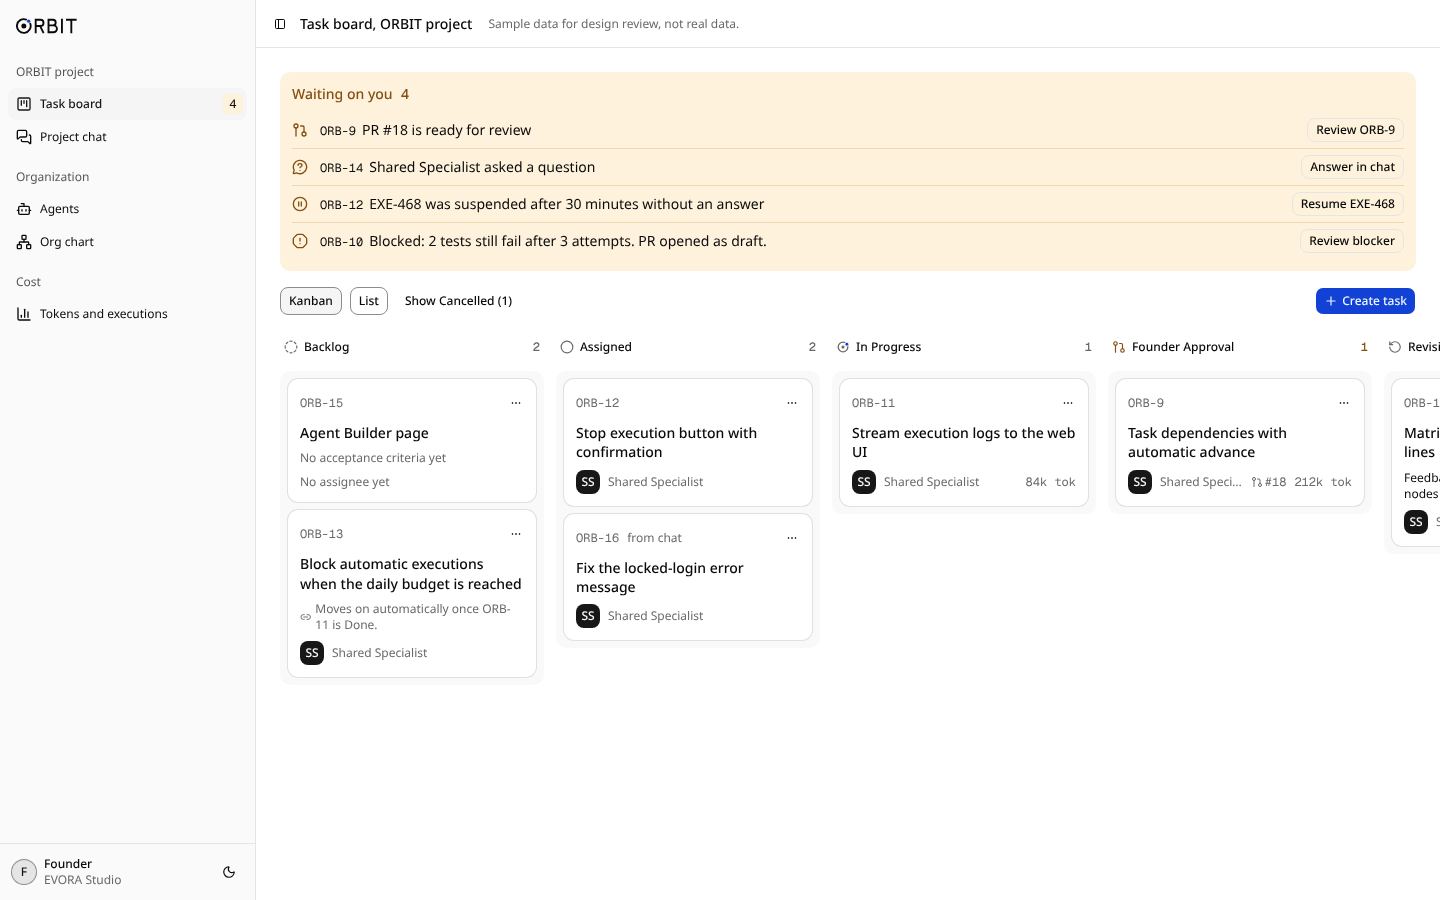 ORBIT
ORBIT project
Task board 4
Project chat
Organization
Agents
Org chart
Cost
Tokens and executions
F
Founder
EVORA Studio
Task board, ORBIT project Sample data for design review, not real data.
Waiting on you 4
ORB-9 PR #18 is ready for review Review ORB-9
ORB-14 Shared Specialist asked a question Answer in chat
ORB-12 EXE-468 was suspended after 30 minutes without an answer Resume EXE-468
ORB-10 Blocked: 2 tests still fail after 3 attempts. PR opened as draft. Review blocker
Kanban List Show Cancelled (1) + Create task
Backlog 2
ORB-15 ...
Agent Builder page
No acceptance criteria yet
No assignee yet
ORB-13 ...
Block automatic executions
when the daily budget is reached
Moves on automatically once ORB-
11 is Done.
SS Shared Specialist
Assigned 2
ORB-12 ...
Stop execution button with
confirmation
SS Shared Specialist
ORB-16 from chat ...
Fix the locked-login error
message
SS Shared Specialist
In Progress 1
ORB-11 ...
Stream execution logs to the web
UI
SS Shared Specialist 84k tok
Founder Approval 1
ORB-9 ...
Task dependencies with
automatic advance
SS Shared Speci... #18 212k tok
Revisi
ORB-1
Matri
lines
Feedba
nodes
SS S